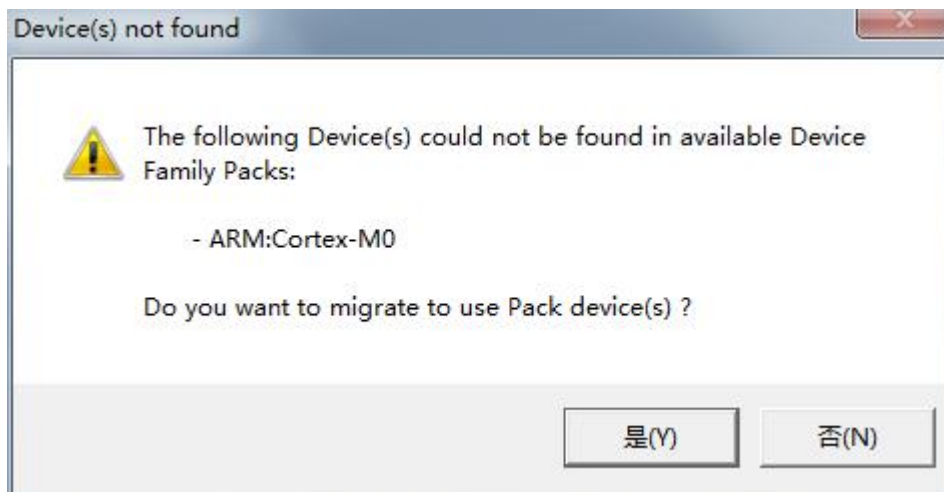 Device(s) not found
The following Device(s) could not be found in available Device
Family Packs:
- ARM:Cortex-M0
Do you want to migrate to use Pack device(s) ?
是(Y)
否(N)